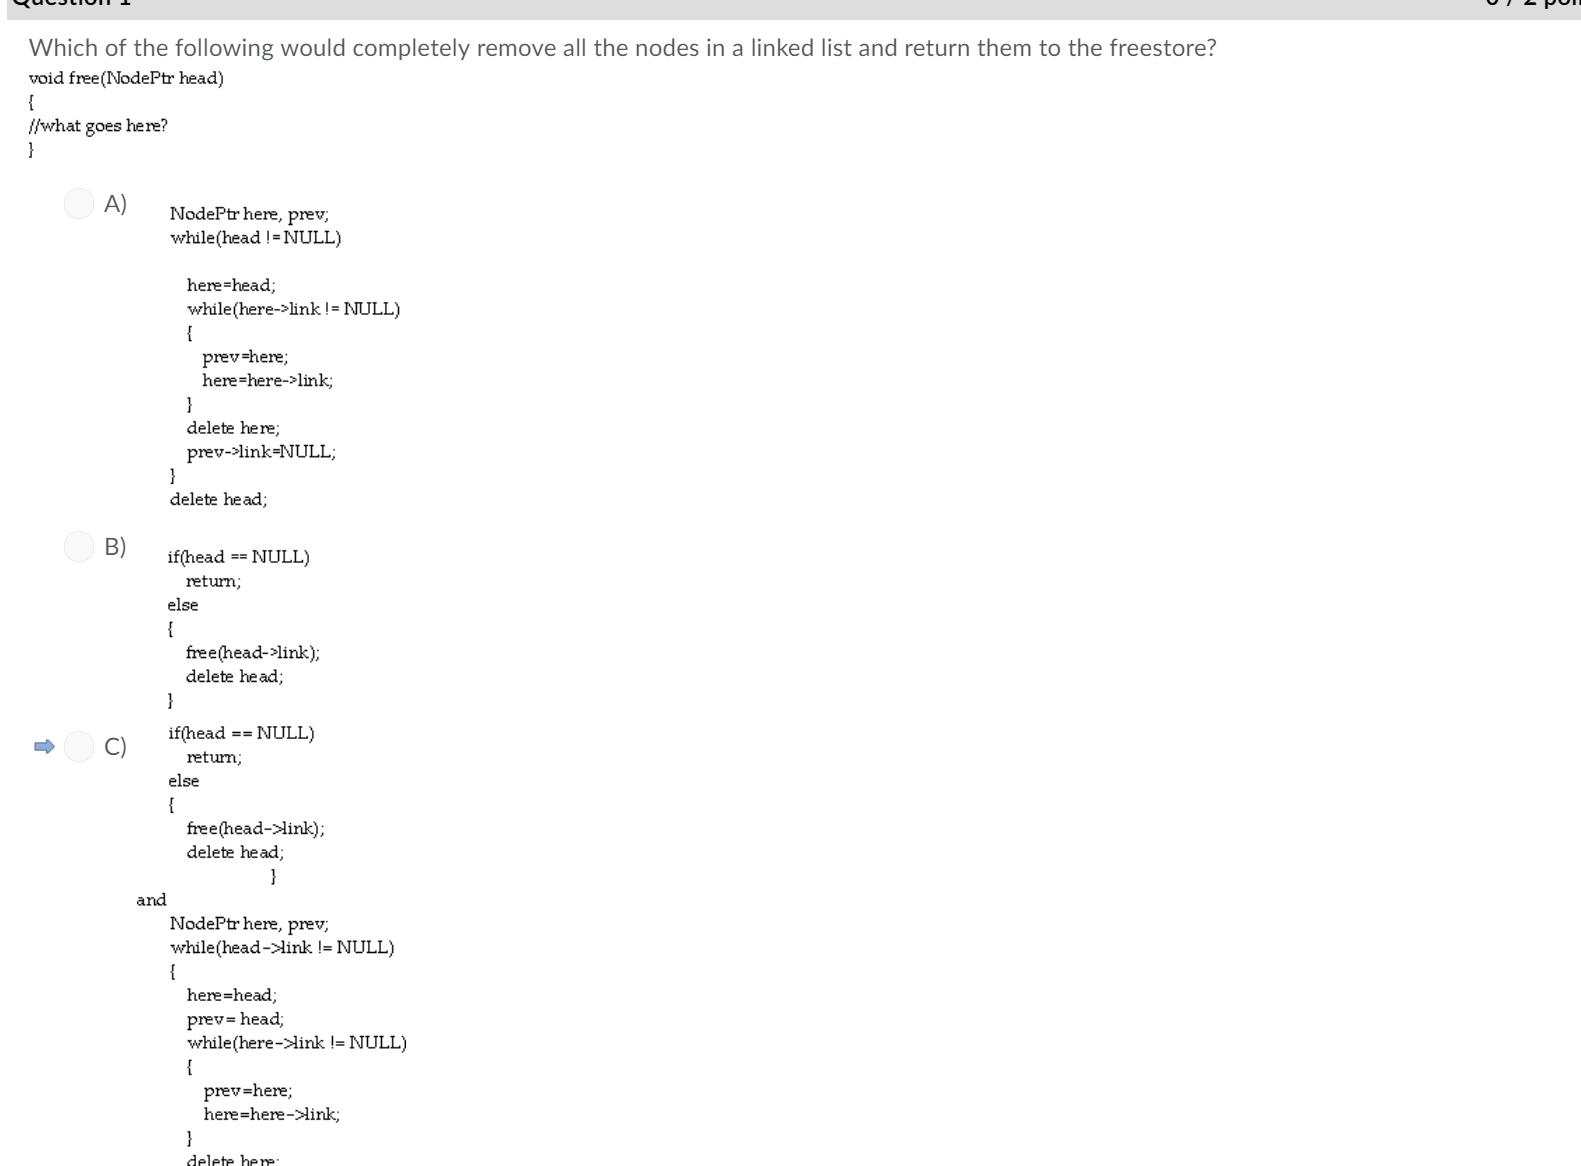 Question 1
Which of the following would completely remove all the nodes in a linked list and return them to the freestore?
void free(NodePtr head)
{
//what goes here?
}
A)
NodePtr here, prev;
while(head != NULL)
here=head;
while(here->link != NULL)
{
prev=here;
here=here->link;
}
delete here;
prev->link=NULL;
}
delete head;
B)
if(head == NULL)
return;
else
{
free(head->link);
delete head;
}
C)
if(head == NULL)
return;
else
{
free(head->link);
delete head;
}
and
NodePtr here, prev;
while(head->link != NULL)
{
here=head;
prev= head;
while(here->link != NULL)
{
prev=here;
here=here->link;
}
delete here;